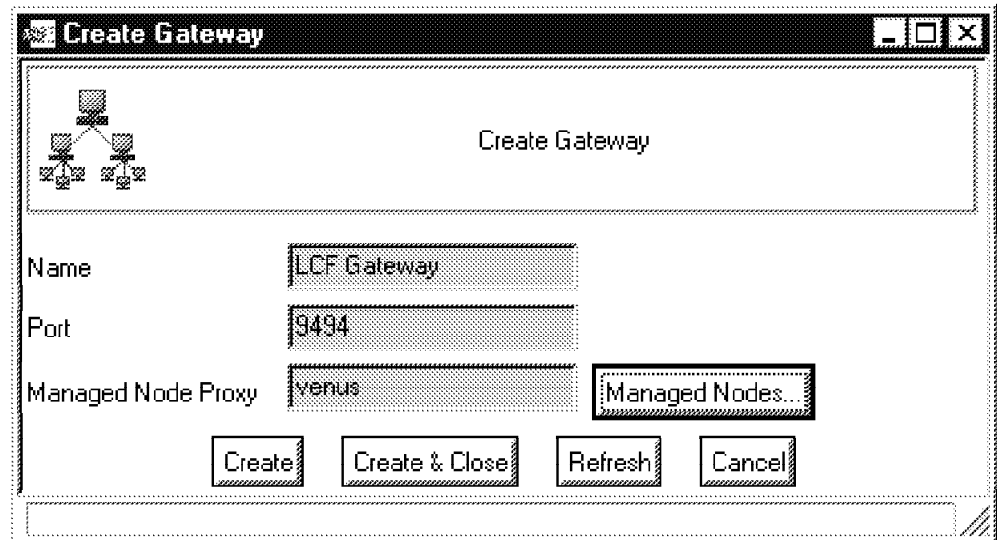 Create Gateway
Create Gateway
Name LCF Gateway
Port 9494
Managed Node Proxy venus Managed Nodes...
Create Create & Close Refresh Cancel